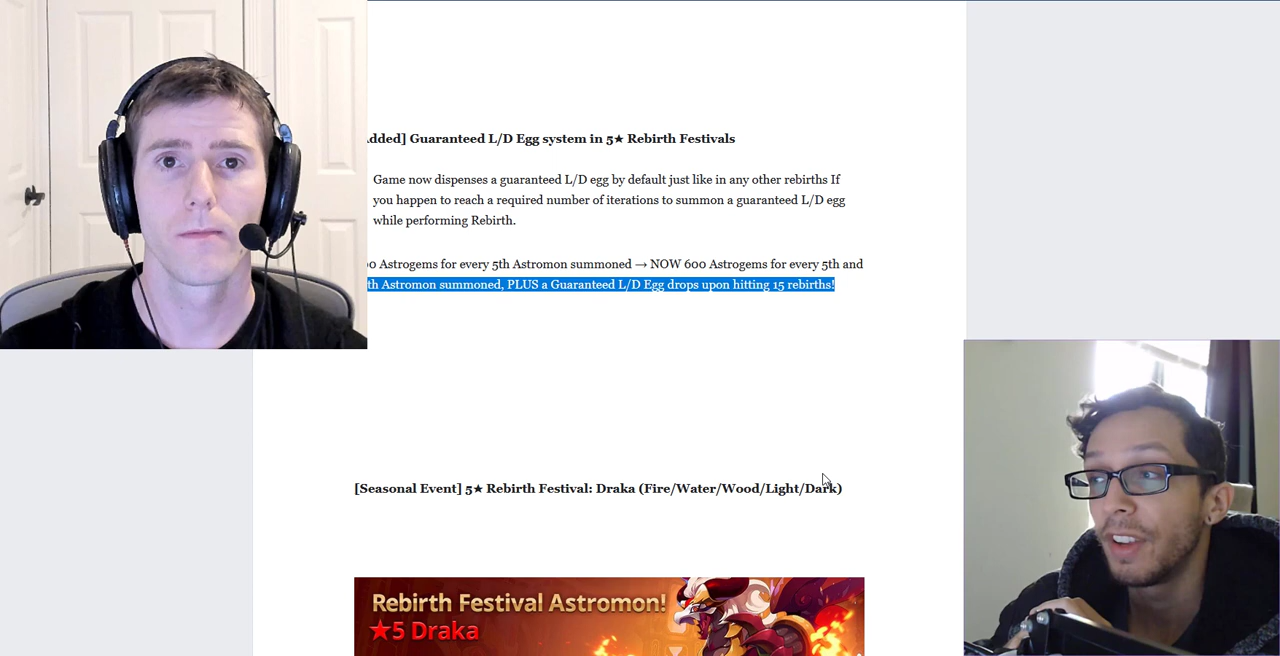 dded] Guaranteed L/D Egg system in 5★ Rebirth Festivals
Game now dispenses a guaranteed L/D egg by default just like in any other rebirths If
you happen to reach a required number of iterations to summon a guaranteed L/D egg
while performing Rebirth.
0 Astrogems for every 5th Astromon summoned → NOW 600 Astrogems for every 5th and
th Astromon summoned, PLUS a Guaranteed L/D Egg drops upon hitting 15 rebirths!
[Seasonal Event] 5★ Rebirth Festival: Draka (Fire/Water/Wood/Light/Dark)
Rebirth Festival Astromon!
★5 Draka